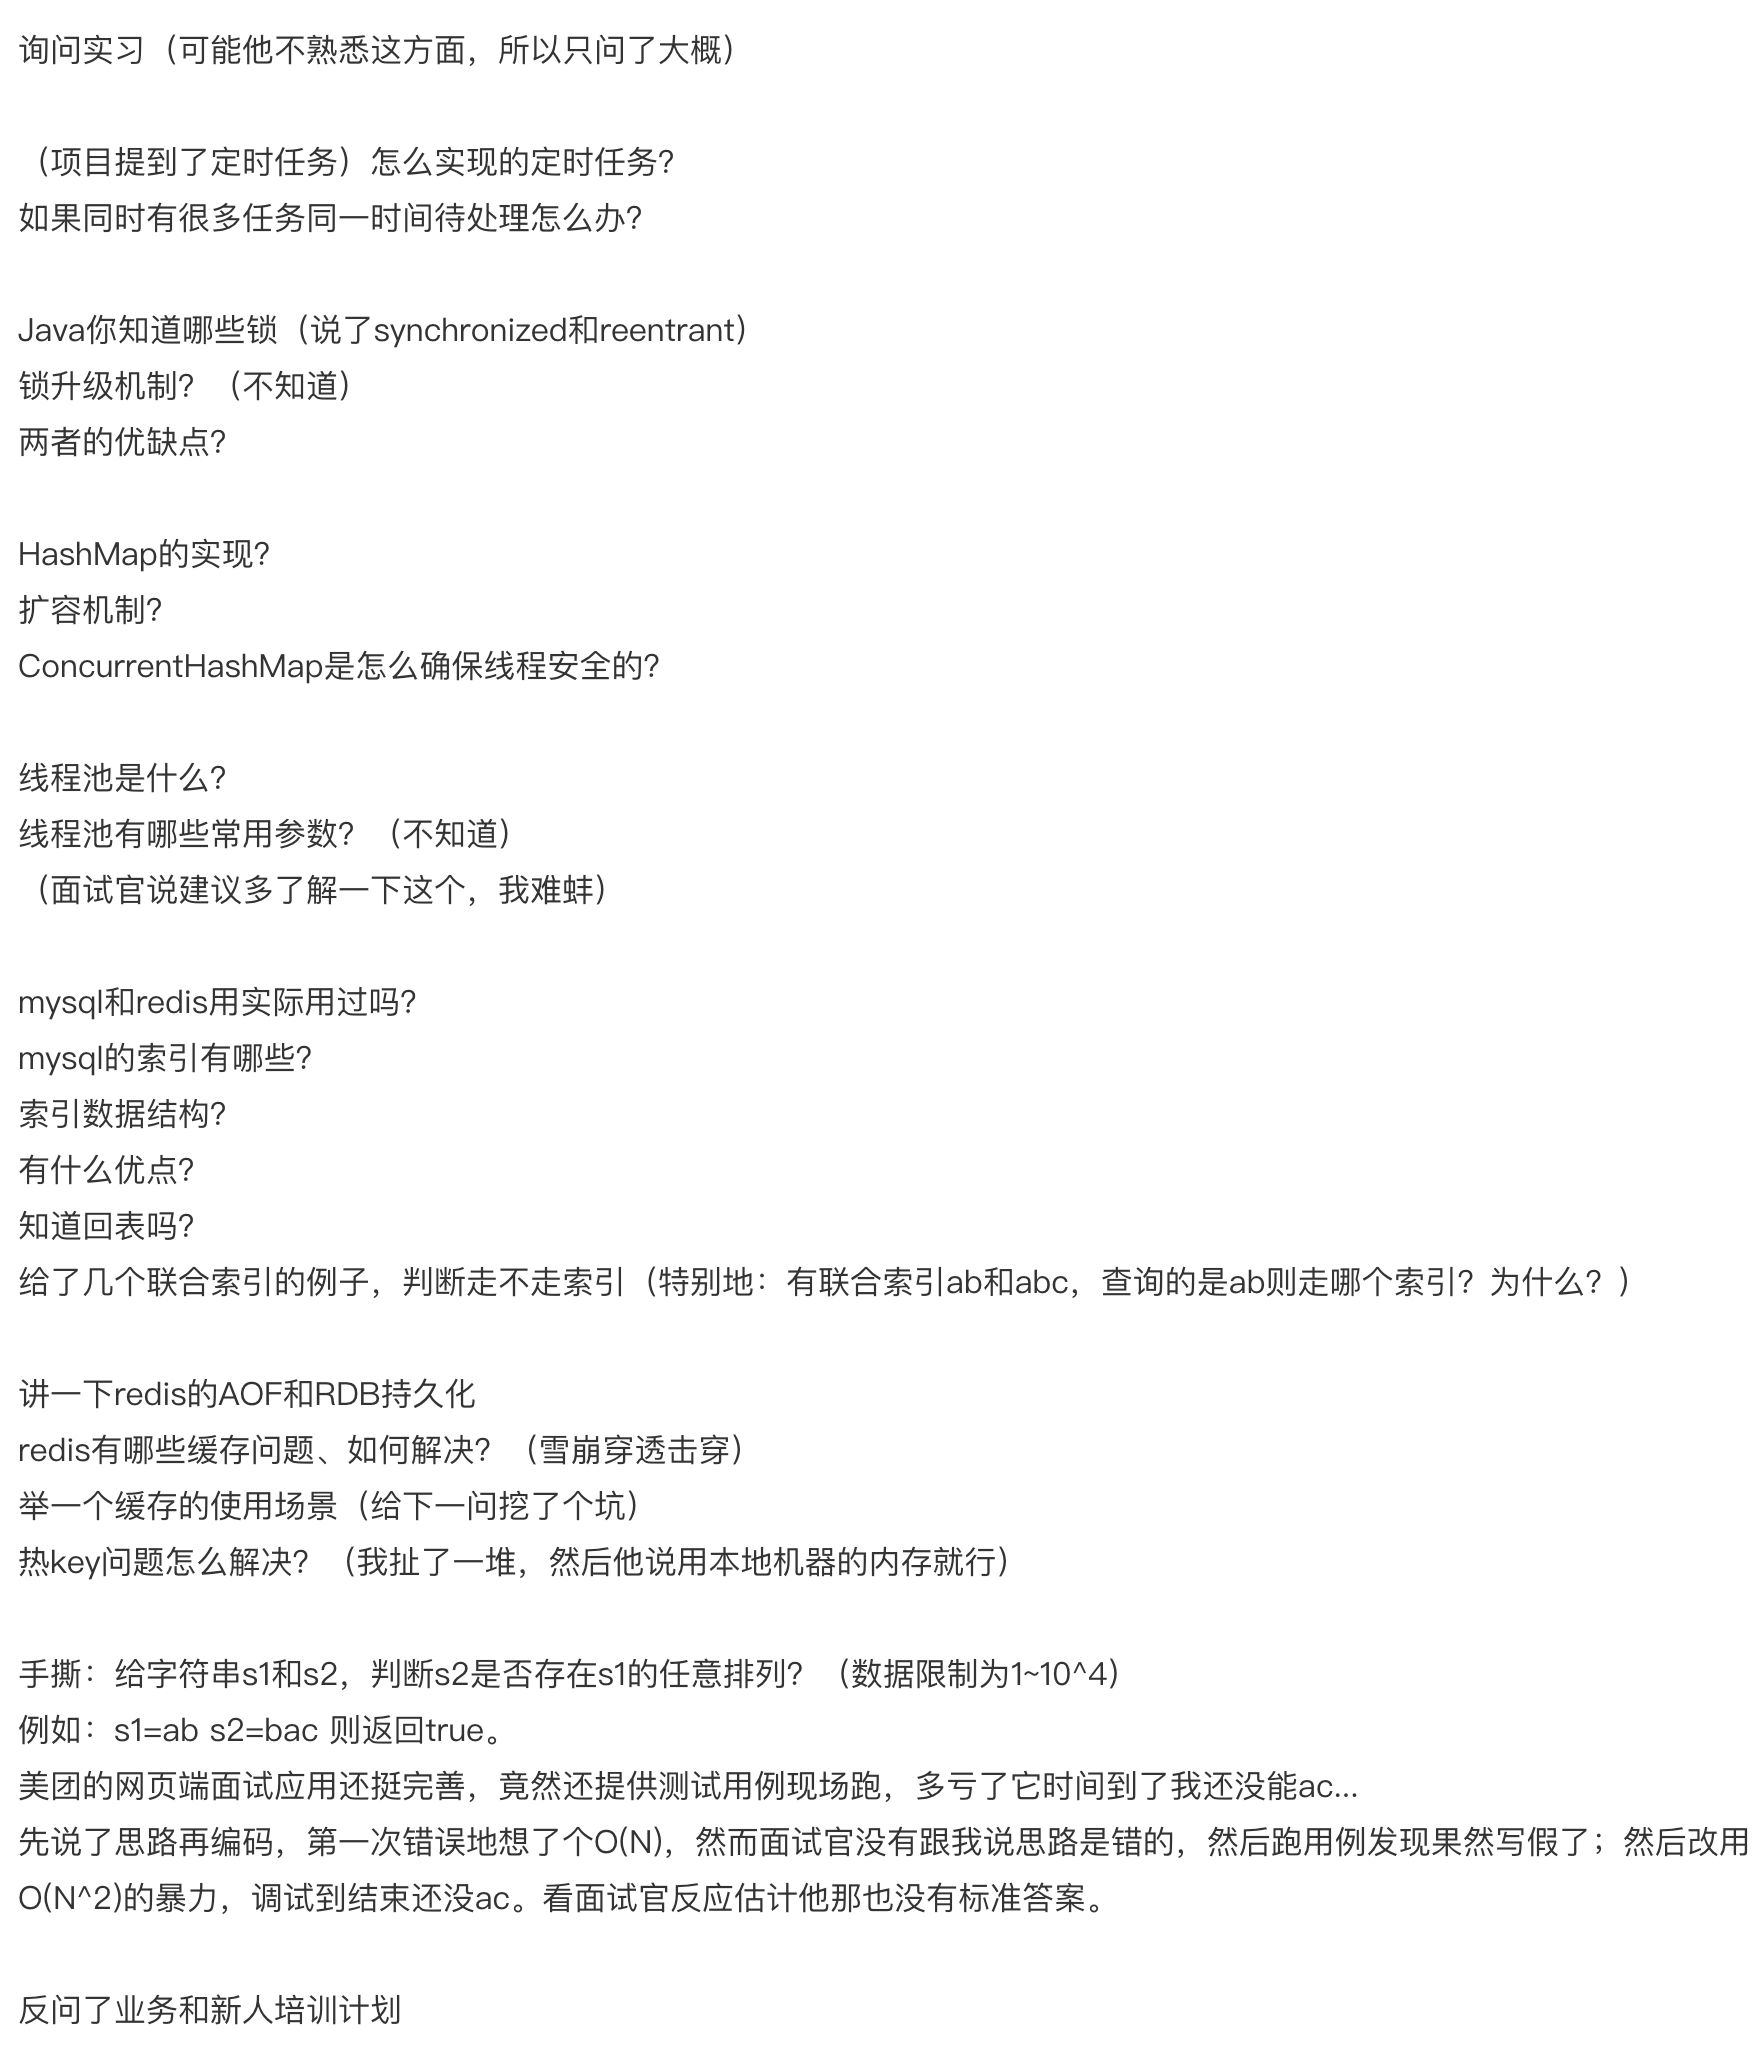 询问实习（可能他不熟悉这方面，所以只问了大概）
（项目提到了定时任务）怎么实现的定时任务？
如果同时有很多任务同一时间待处理怎么办？
Java你知道哪些锁（说了synchronized和reentrant）
锁升级机制？（不知道）
两者的优缺点？
HashMap的实现？
扩容机制？
ConcurrentHashMap是怎么确保线程安全的？
线程池是什么？
线程池有哪些常用参数？（不知道）
（面试官说建议多了解一下这个，我难蚌）
mysql和redis用实际用过吗？
mysql的索引有哪些？
索引数据结构？
有什么优点？
知道回表吗？
给了几个联合索引的例子，判断走不走索引（特别地：有联合索引ab和abc，查询的是ab则走哪个索引？为什么？）
讲一下redis的AOF和RDB持久化
redis有哪些缓存问题、如何解决？（雪崩穿透击穿）
举一个缓存的使用场景（给下一问挖了个坑）
热key问题怎么解决？（我扯了一堆，然后他说用本地机器的内存就行）
手撕：给字符串s1和s2，判断s2是否存在s1的任意排列？（数据限制为1~10^4）
例如：s1=ab s2=bac 则返回true。
美团的网页端面试应用还挺完善，竟然还提供测试用例现场跑，多亏了它时间到了我还没能ac...
先说了思路再编码，第一次错误地想了个O(N)，然而面试官没有跟我说思路是错的，然后跑用例发现果然写假了；然后改用
O(N^2)的暴力，调试到结束还没ac。看面试官反应估计他那也没有标准答案。
反问了业务和新人培训计划